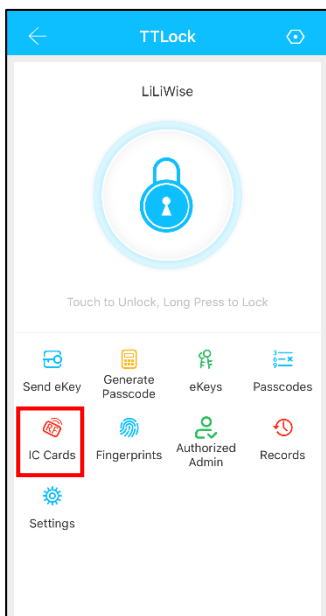 TTLock
LiLiWise
Touch to Unlock, Long Press to Lock
Send eKey
Generate
Passcode
eKeys
Passcodes
IC Cards
Fingerprints
Authorized
Admin
Records
Settings